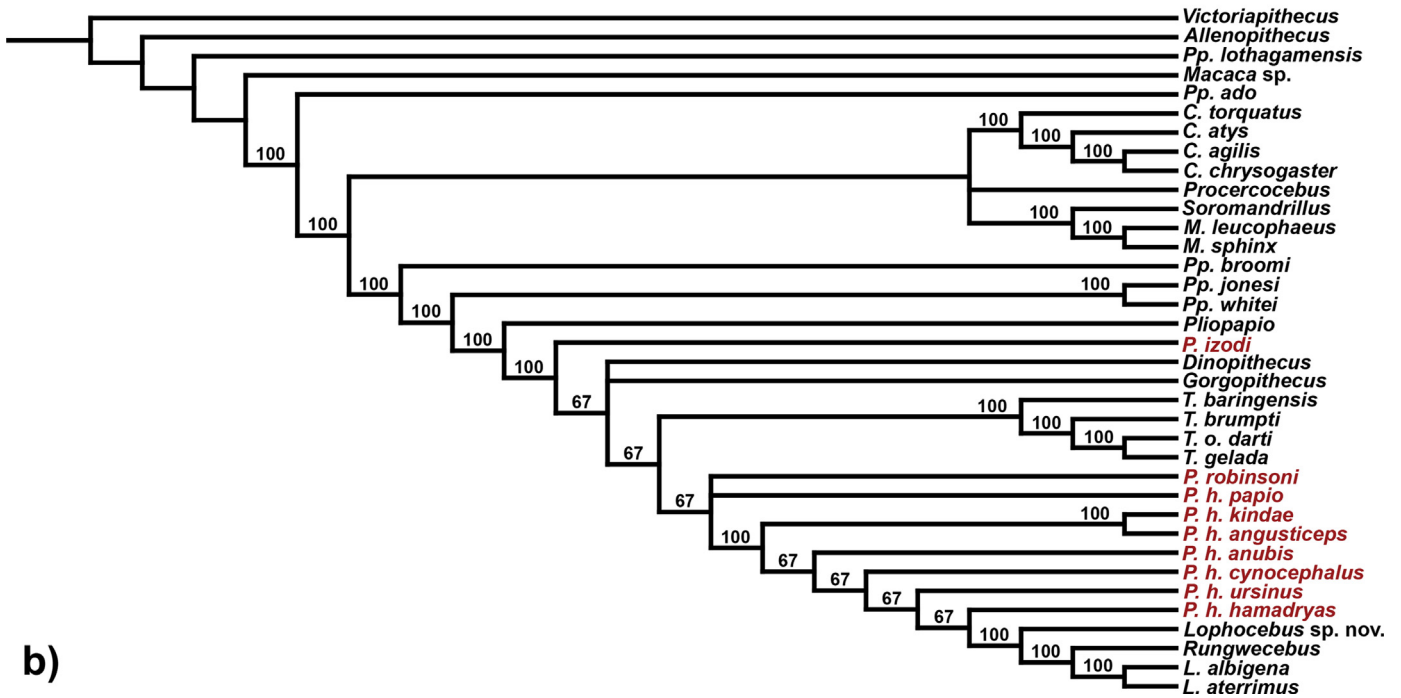 Victoriapithecus
Allenopithecus
Pp. lothagamensis
Macaca sp.
Pp. ado
100 C. torquatus
100 C. atys
100 C. agilis
100 C. chrysogaster
Procercocebus
100 Soromandrillus
100 M. leucophaeus
100 M. sphinx
100 Pp. broomi
100 Pp. jonesi
100 Pp. whitei
100 Pliopapio
100 P. izodi
Dinopithecus
67 Gorgopithecus
100 T. baringensis
100 T. brumpti
100 T. o. darti
67 T. gelada
P. robinsoni
67 P. h. papio
100 P. h. kindae
100 P. h. angusticeps
67 P. h. anubis
67 P. h. cynocephalus
67 P. h. ursinus
67 P. h. hamadryas
100 Lophocebus sp. nov.
100 Rungwecebus
100 L. albigena
L. aterrimus
b)